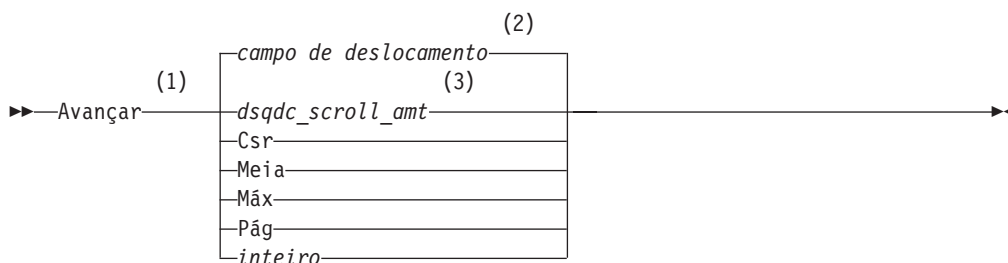 (2)
campo de deslocamento
(1)
(3)
Avançar
dsqdc_scroll_amt
Csr
Meia
Máx
Pág
inteiro